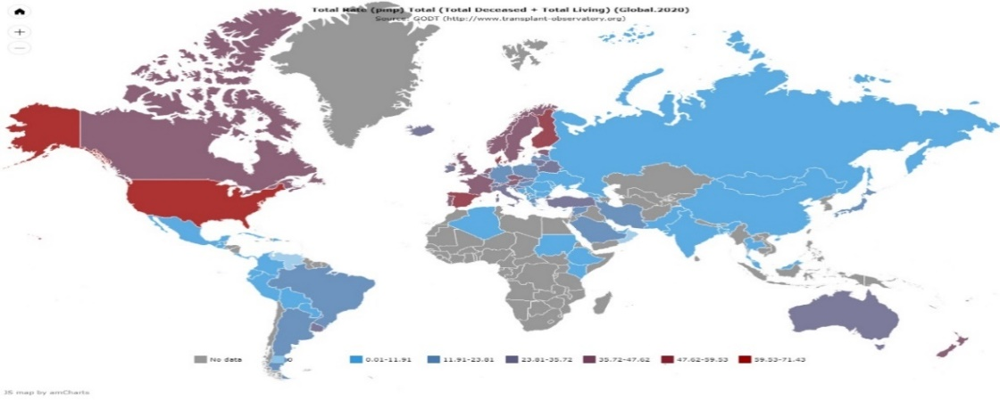 Total Rate (pmp) Total (Total Deceased + Total Living) (Global.2020)
Source: GODT (http://www.transplant-observatory.org)
+
−
No data
0
0.01-11.91
11.91-23.81
23.81-35.72
35.72-47.62
47.62-59.53
59.53-71.43
JS map by amCharts